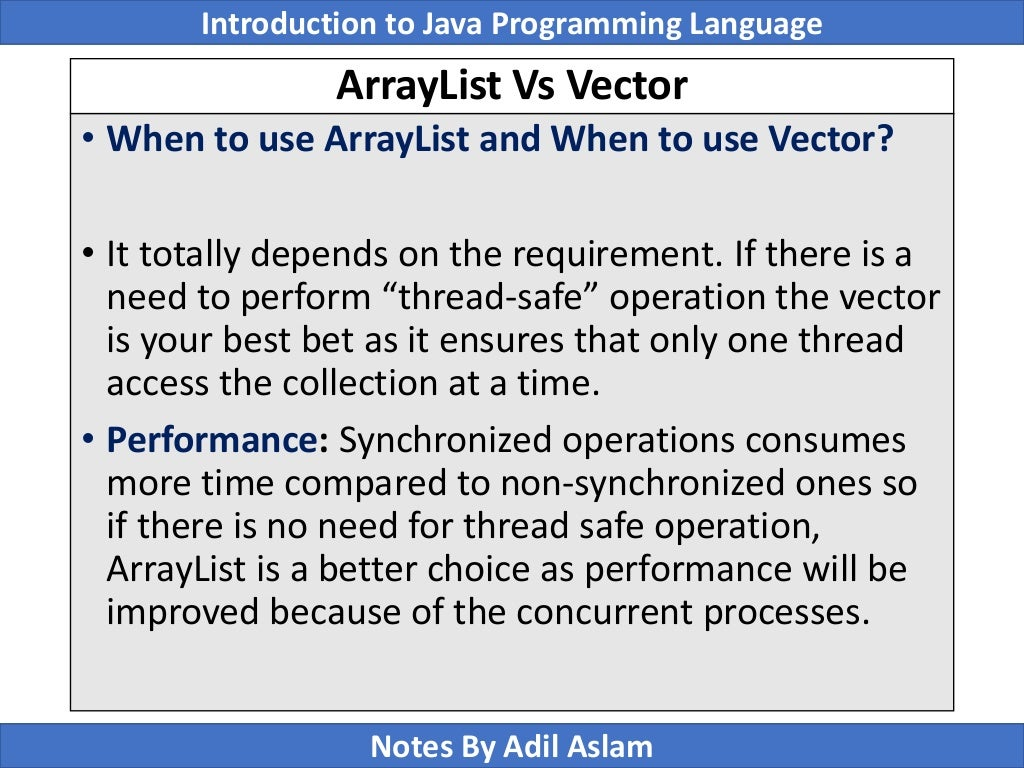 Introduction to Java Programming Language
ArrayList Vs Vector
• When to use ArrayList and When to use Vector?
• It totally depends on the requirement. If there is a
need to perform “thread-safe” operation the vector
is your best bet as it ensures that only one thread
access the collection at a time.
• Performance: Synchronized operations consumes
more time compared to non-synchronized ones so
if there is no need for thread safe operation,
ArrayList is a better choice as performance will be
improved because of the concurrent processes.
Notes By Adil Aslam